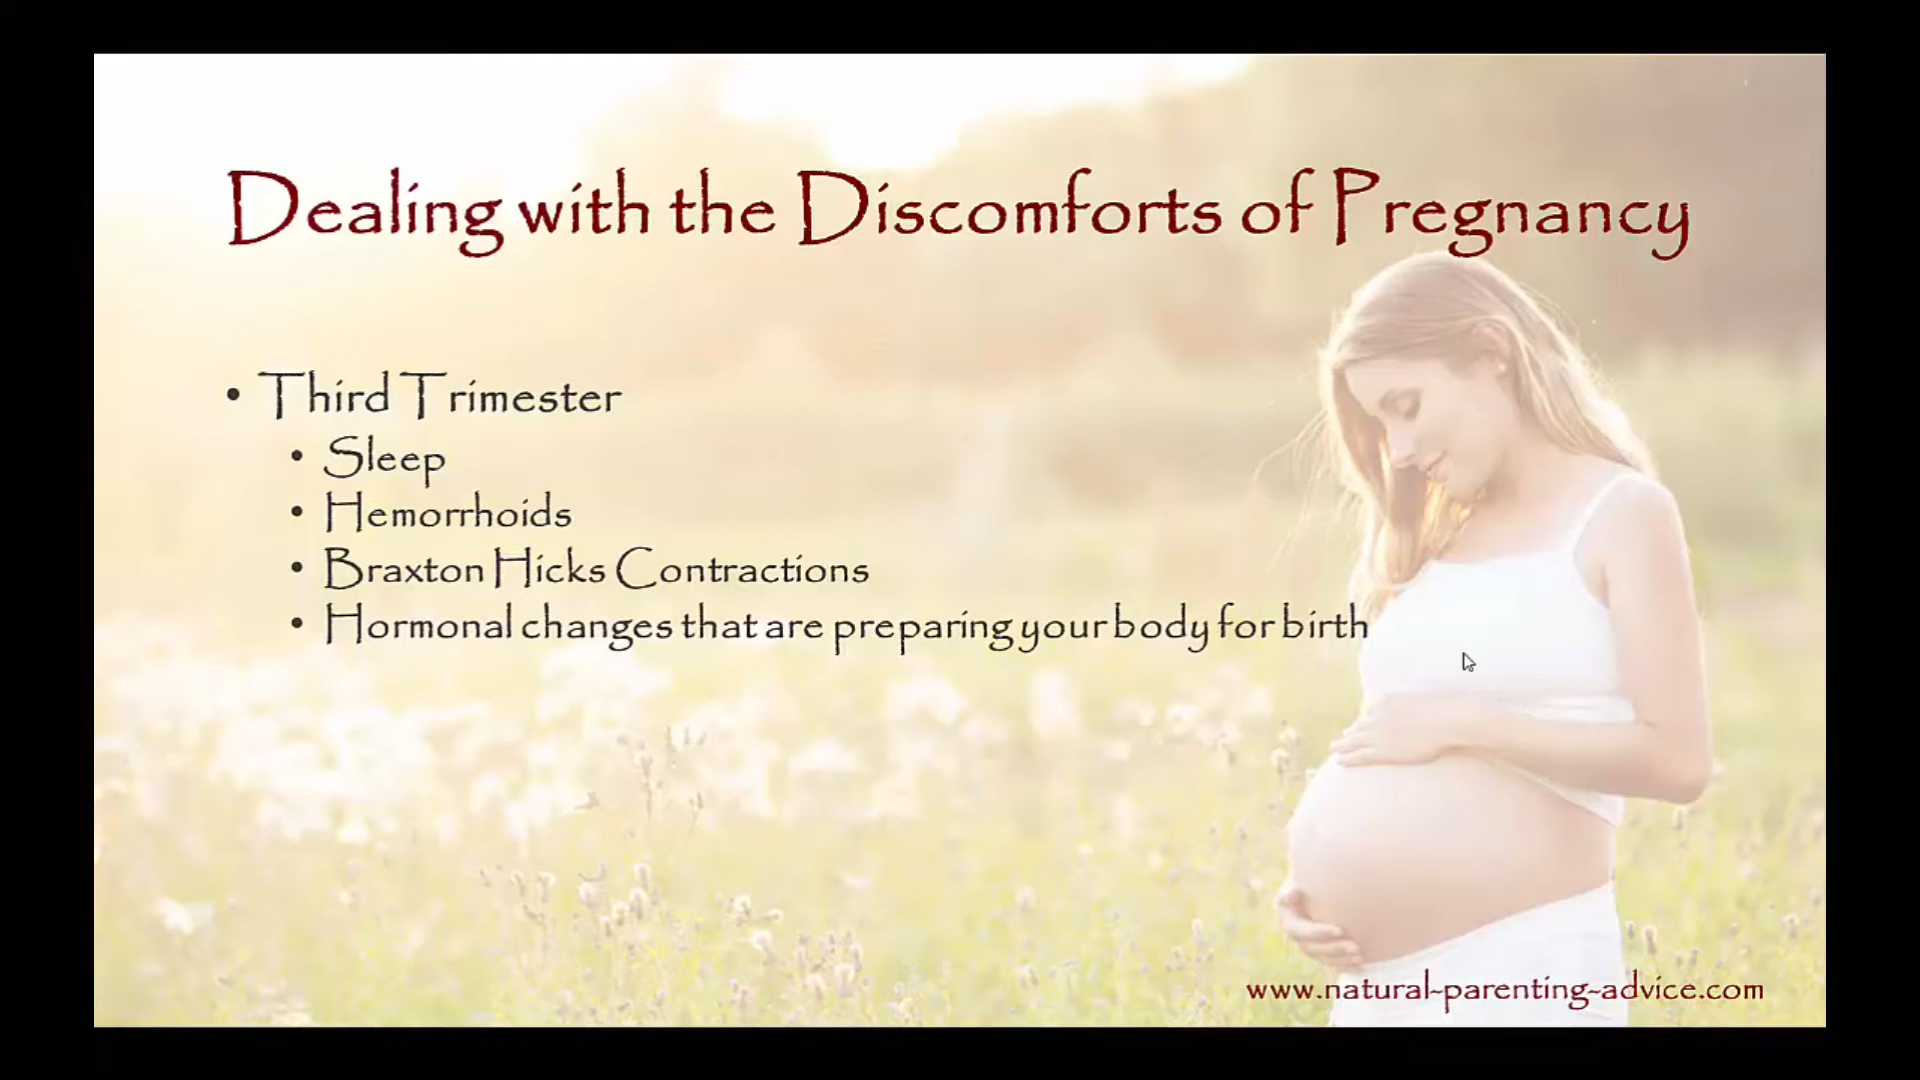 Dealing with the Discomforts of Pregnancy
• Third Trimester
• Sleep
• Hemorrhoids
• Braxton Hicks Contractions
• Hormonal changes that are preparing your body for birth
www.natural-parenting-advice.com